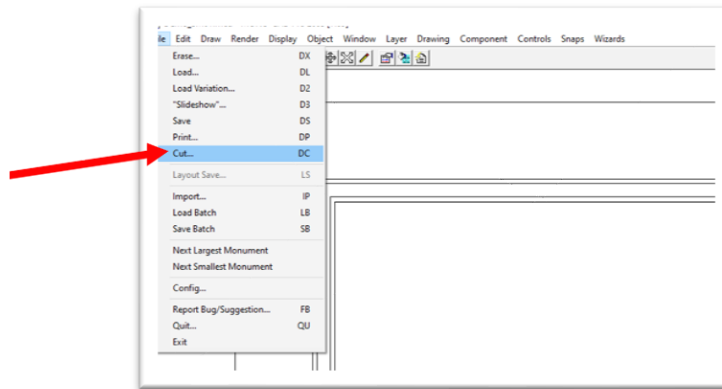 le Edit Draw Render Display Object Window Layer Drawing Component Controls Snaps Wizards
Erase... DX
Load... DL
Load Variation... D2
"Slideshow"... D3
Save DS
Print... DP
Cut... DC
Layout Save... LS
Import... IP
Load Batch LB
Save Batch SB
Next Largest Monument
Next Smallest Monument
Config...
Report Bug/Suggestion... FB
Quit... QU
Exit